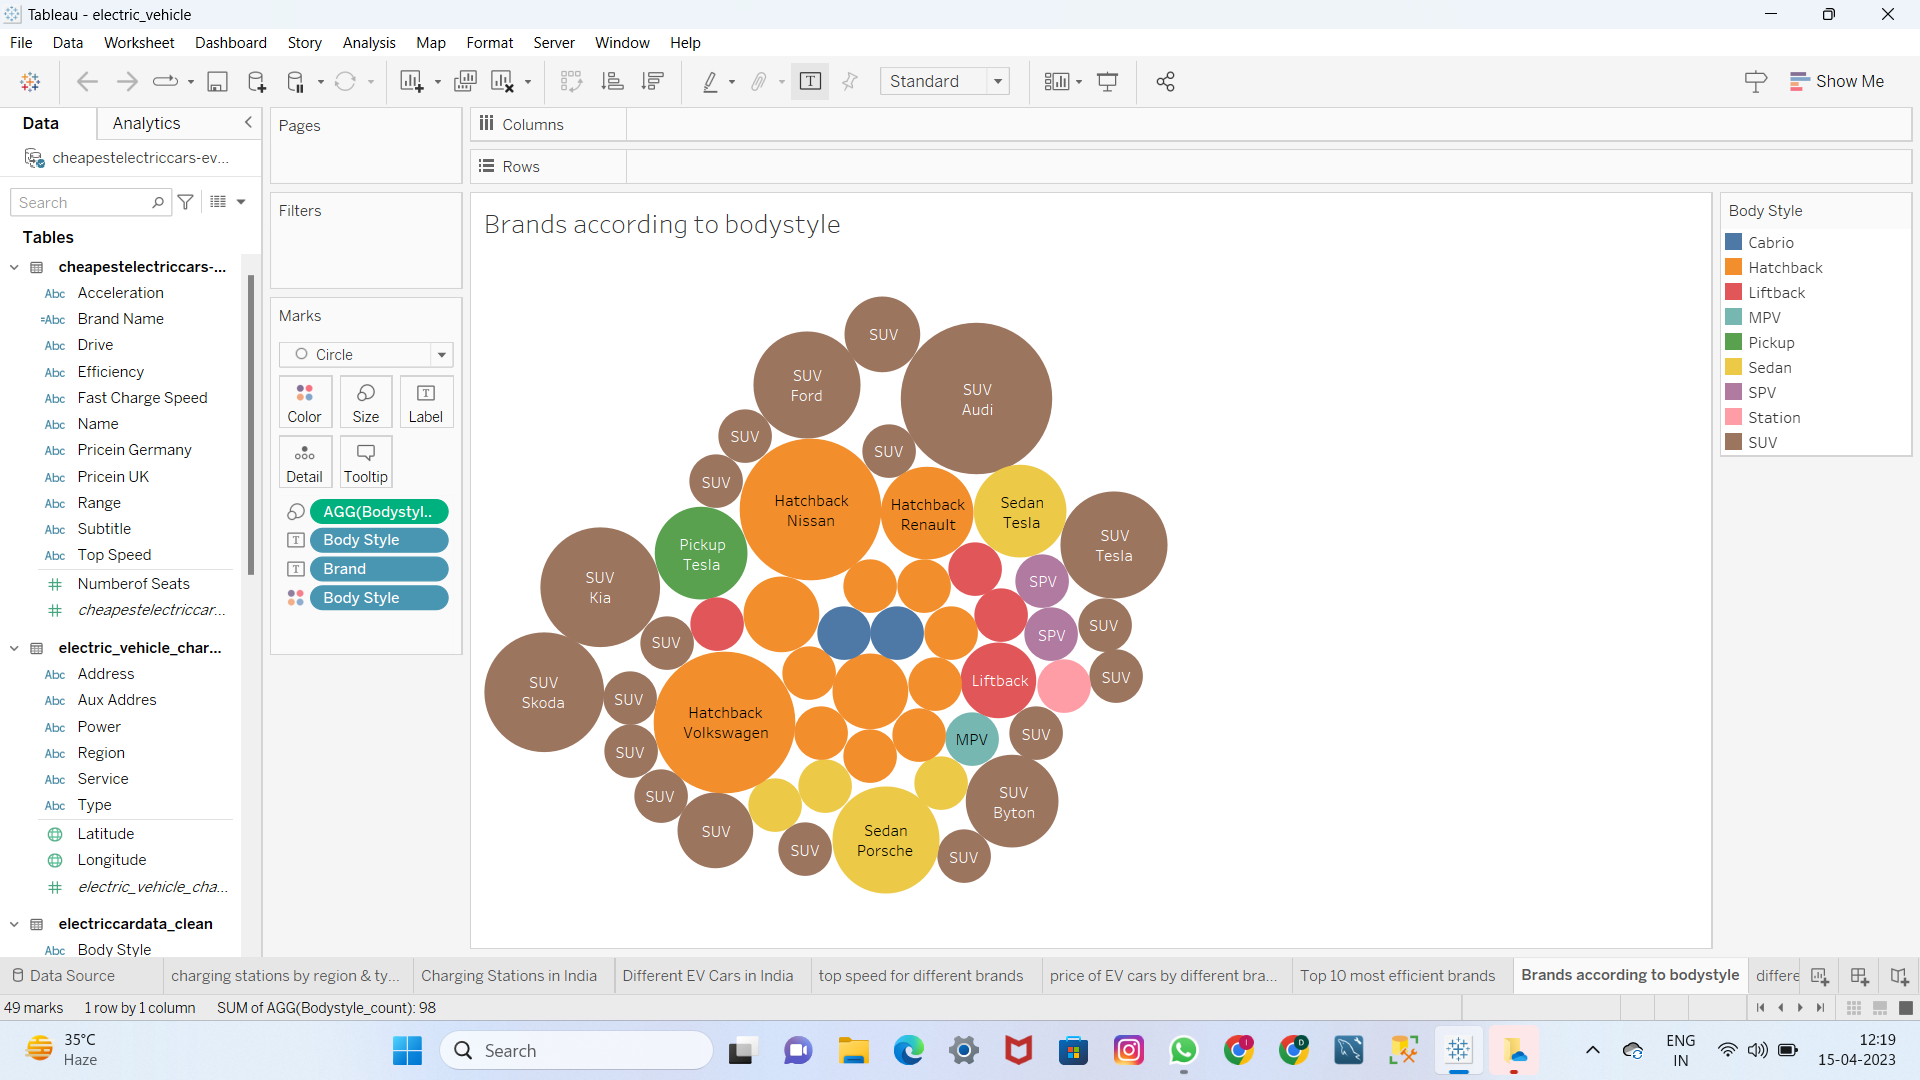 Tableau - electric_vehicle
File Data Worksheet Dashboard Story Analysis Map Format Server Window Help
Standard
Show Me
Data Analytics
cheapestelectriccars-ev...
Search
Tables
cheapestelectriccars-...
Abc Acceleration
=Abc Brand Name
Abc Drive
Abc Efficiency
Abc Fast Charge Speed
Abc Name
Abc Pricein Germany
Abc Pricein UK
Abc Range
Abc Subtitle
Abc Top Speed
# Numberof Seats
# cheapestelectriccar...
electric_vehicle_char...
Abc Address
Abc Aux Addres
Abc Power
Abc Region
Abc Service
Abc Type
Latitude
Longitude
# electric_vehicle_cha...
electriccardata_clean
Abc Body Style
Pages
Filters
Marks
Circle
Color Size Label
Detail Tooltip
AGG(Bodystyl..
Body Style
Brand
Body Style
Columns
Rows
Brands according to bodystyle
SUV
SUV
Ford
SUV
Audi
SUV
SUV
SUV
Hatchback
Nissan
Hatchback
Renault
Sedan
Tesla
SUV
Tesla
Pickup
Tesla
SUV
Kia
SPV
SUV
SPV
SUV
SUV
Skoda
SUV
Liftback
SUV
Hatchback
Volkswagen
SUV
MPV
SUV
SUV
SUV
Byton
SUV
Sedan
Porsche
SUV
SUV
Body Style
Cabrio
Hatchback
Liftback
MPV
Pickup
Sedan
SPV
Station
SUV
Data Source charging stations by region & ty... Charging Stations in India Different EV Cars in India top speed for different brands price of EV cars by different bra... Top 10 most efficient brands Brands according to bodystyle differe
49 marks 1 row by 1 column SUM of AGG(Bodystyle_count): 98
35°C
Haze
Search
ENG
IN
12:19
15-04-2023